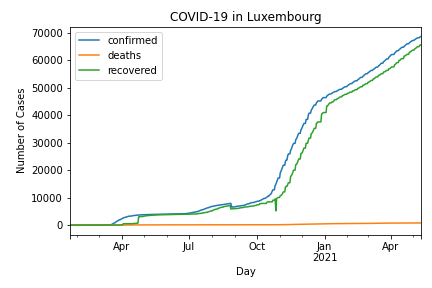 COVID-19 in Luxembourg
confirmed
deaths
recovered
Number of Cases
70000
60000
50000
40000
30000
20000
10000
0
Apr
Jul
Oct
Jan
2021
Apr
Day